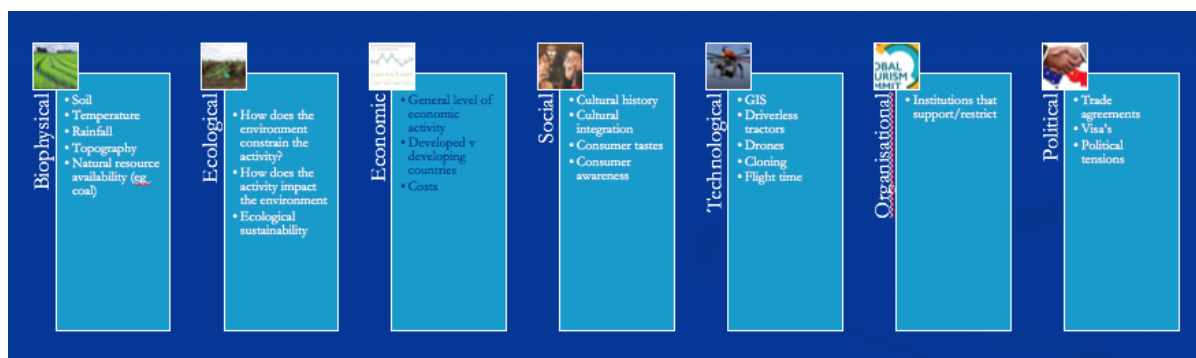 Biophysical
• Soil
• Temperature
• Rainfall
• Topography
• Natural resource
availability (eg
coal)
Ecological
• How does the
environment
constrain the
activity?
• How does the
activity impact
the environment
• Ecological
sustainability
Economic
• General level of
economic
activity
• Developed v
developing
countries
• Costs
Social
• Cultural history
• Cultural
integration
• Consumer tastes
• Consumer
awareness
Technological
• GIS
• Driverless
tractors
• Drones
• Cloning
• Flight time
OBAL
URISM
MMIT
Organisational
• Institutions that
support/restrict
Political
• Trade
agreements
• Visa's
• Political
tensions